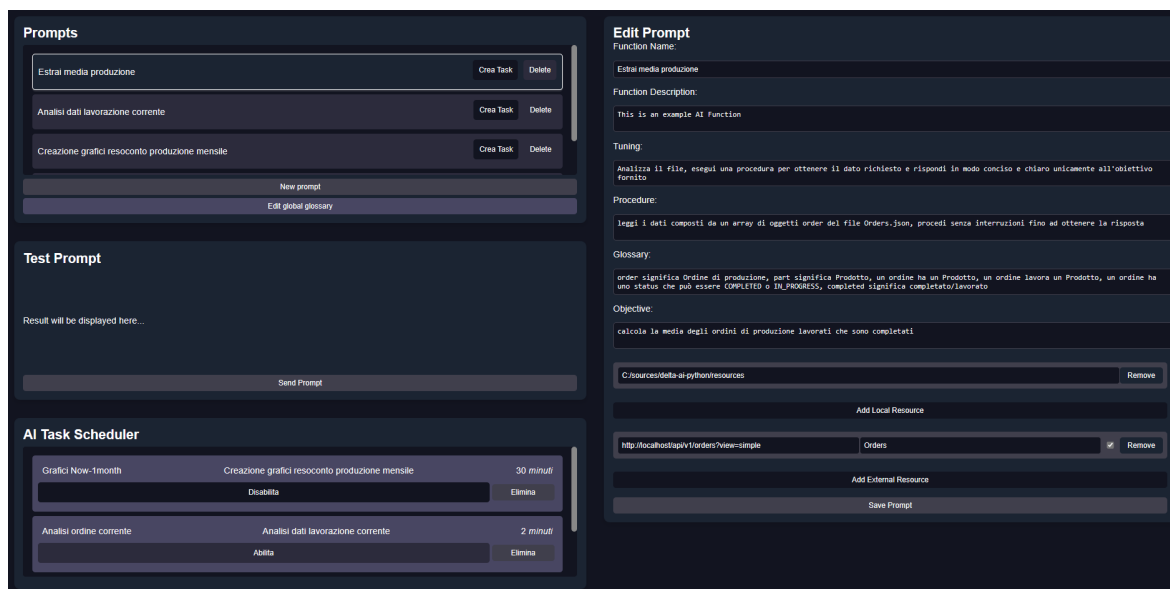 Prompts
Estrai media produzione Crea Task Delete
Analisi dati lavorazione corrente Crea Task Delete
Creazione grafici resoconto produzione mensile Crea Task Delete
New prompt
Edit global glossary
Test Prompt
Result will be displayed here...
Send Prompt
AI Task Scheduler
Grafici Now-1month Creazione grafici resoconto produzione mensile 30 minuti
Disabilita Elimina
Analisi ordine corrente Analisi dati lavorazione corrente 2 minuti
Abilita Elimina
Edit Prompt
Function Name:
Estrai media produzione
Function Description:
This is an example AI Function
Tuning:
Analizza il file, esegui una procedura per ottenere il dato richiesto e rispondi in modo conciso e chiaro unicamente all'obiettivo
fornito
Procedure:
leggi i dati composti da un array di oggetti order del file Orders.json, procedi senza interruzioni fino ad ottenere la risposta
Glossary:
order significa Ordine di produzione, part significa Prodotto, un ordine ha un Prodotto, un ordine lavora un Prodotto, un ordine ha
uno status che può essere COMPLETED o IN_PROGRESS, completed significa completato/lavorato
Objective:
calcola la media degli ordini di produzione lavorati che sono completati
C:/sources/delta-ai-python/resources Remove
Add Local Resource
http://localhost/api/v1/orders?view=simple Orders Remove
Add External Resource
Save Prompt